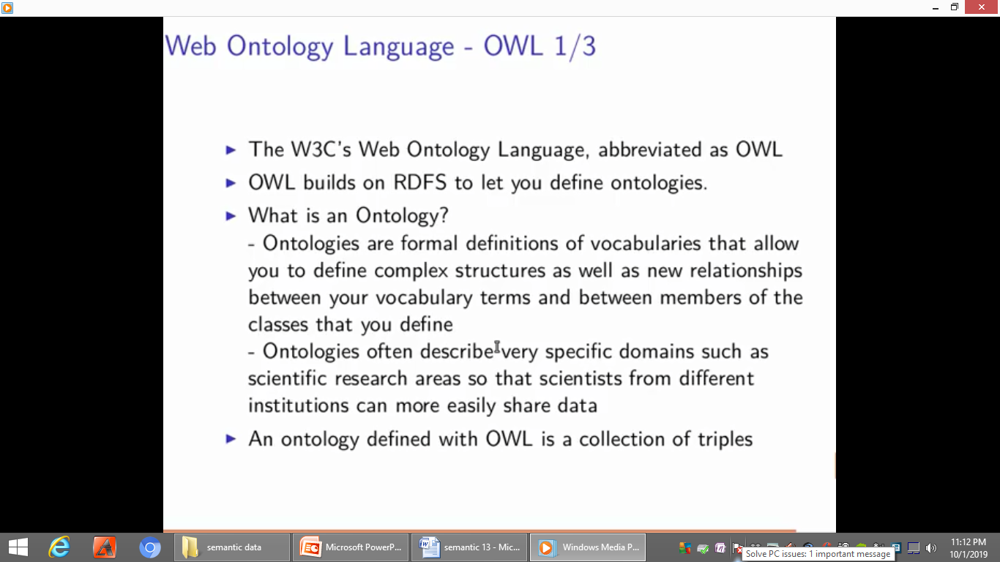 Web Ontology Language - OWL 1/3
The W3C's Web Ontology Language, abbreviated as OWL
OWL builds on RDFS to let you define ontologies.
What is an Ontology?
- Ontologies are formal definitions of vocabularies that allow
you to define complex structures as well as new relationships
between your vocabulary terms and between members of the
classes that you define
- Ontologies often describe very specific domains such as
scientific research areas so that scientists from different
institutions can more easily share data
An ontology defined with OWL is a collection of triples
semantic data
Microsoft PowerP...
semantic 13 - Mic...
Windows Media P...
11:12 PM
10/1/2019
Solve PC issues: 1 important message